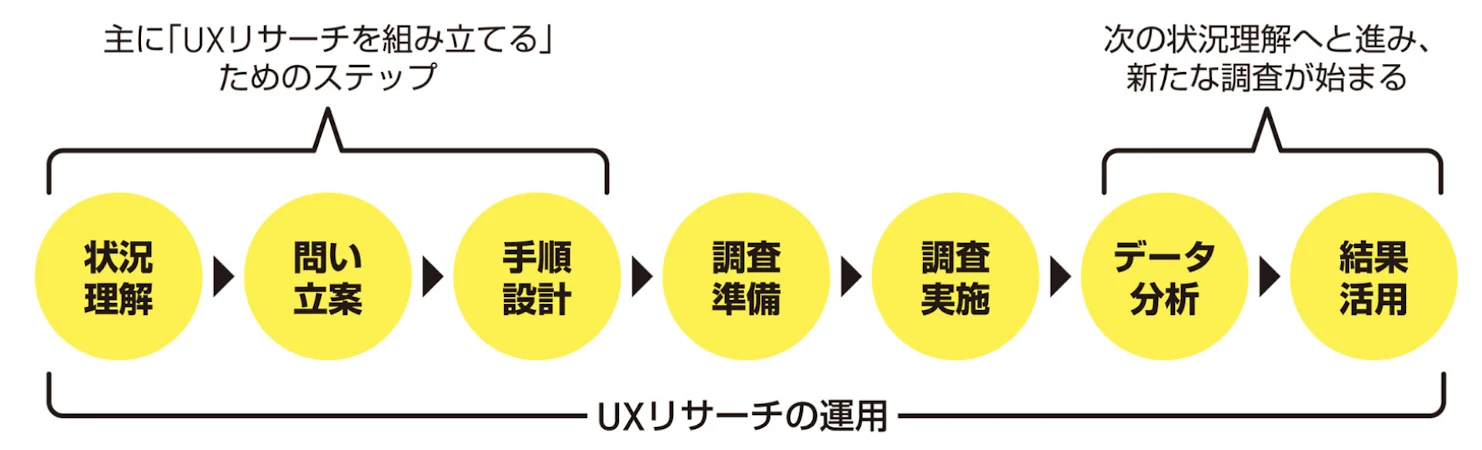 主に「UXリサーチを組み立てる」
ためのステップ
次の状況理解へと進み、
新たな調査が始まる
状況
理解
問い
立案
手順
設計
調査
準備
調査
実施
データ
分析
結果
活用
UXリサーチの運用